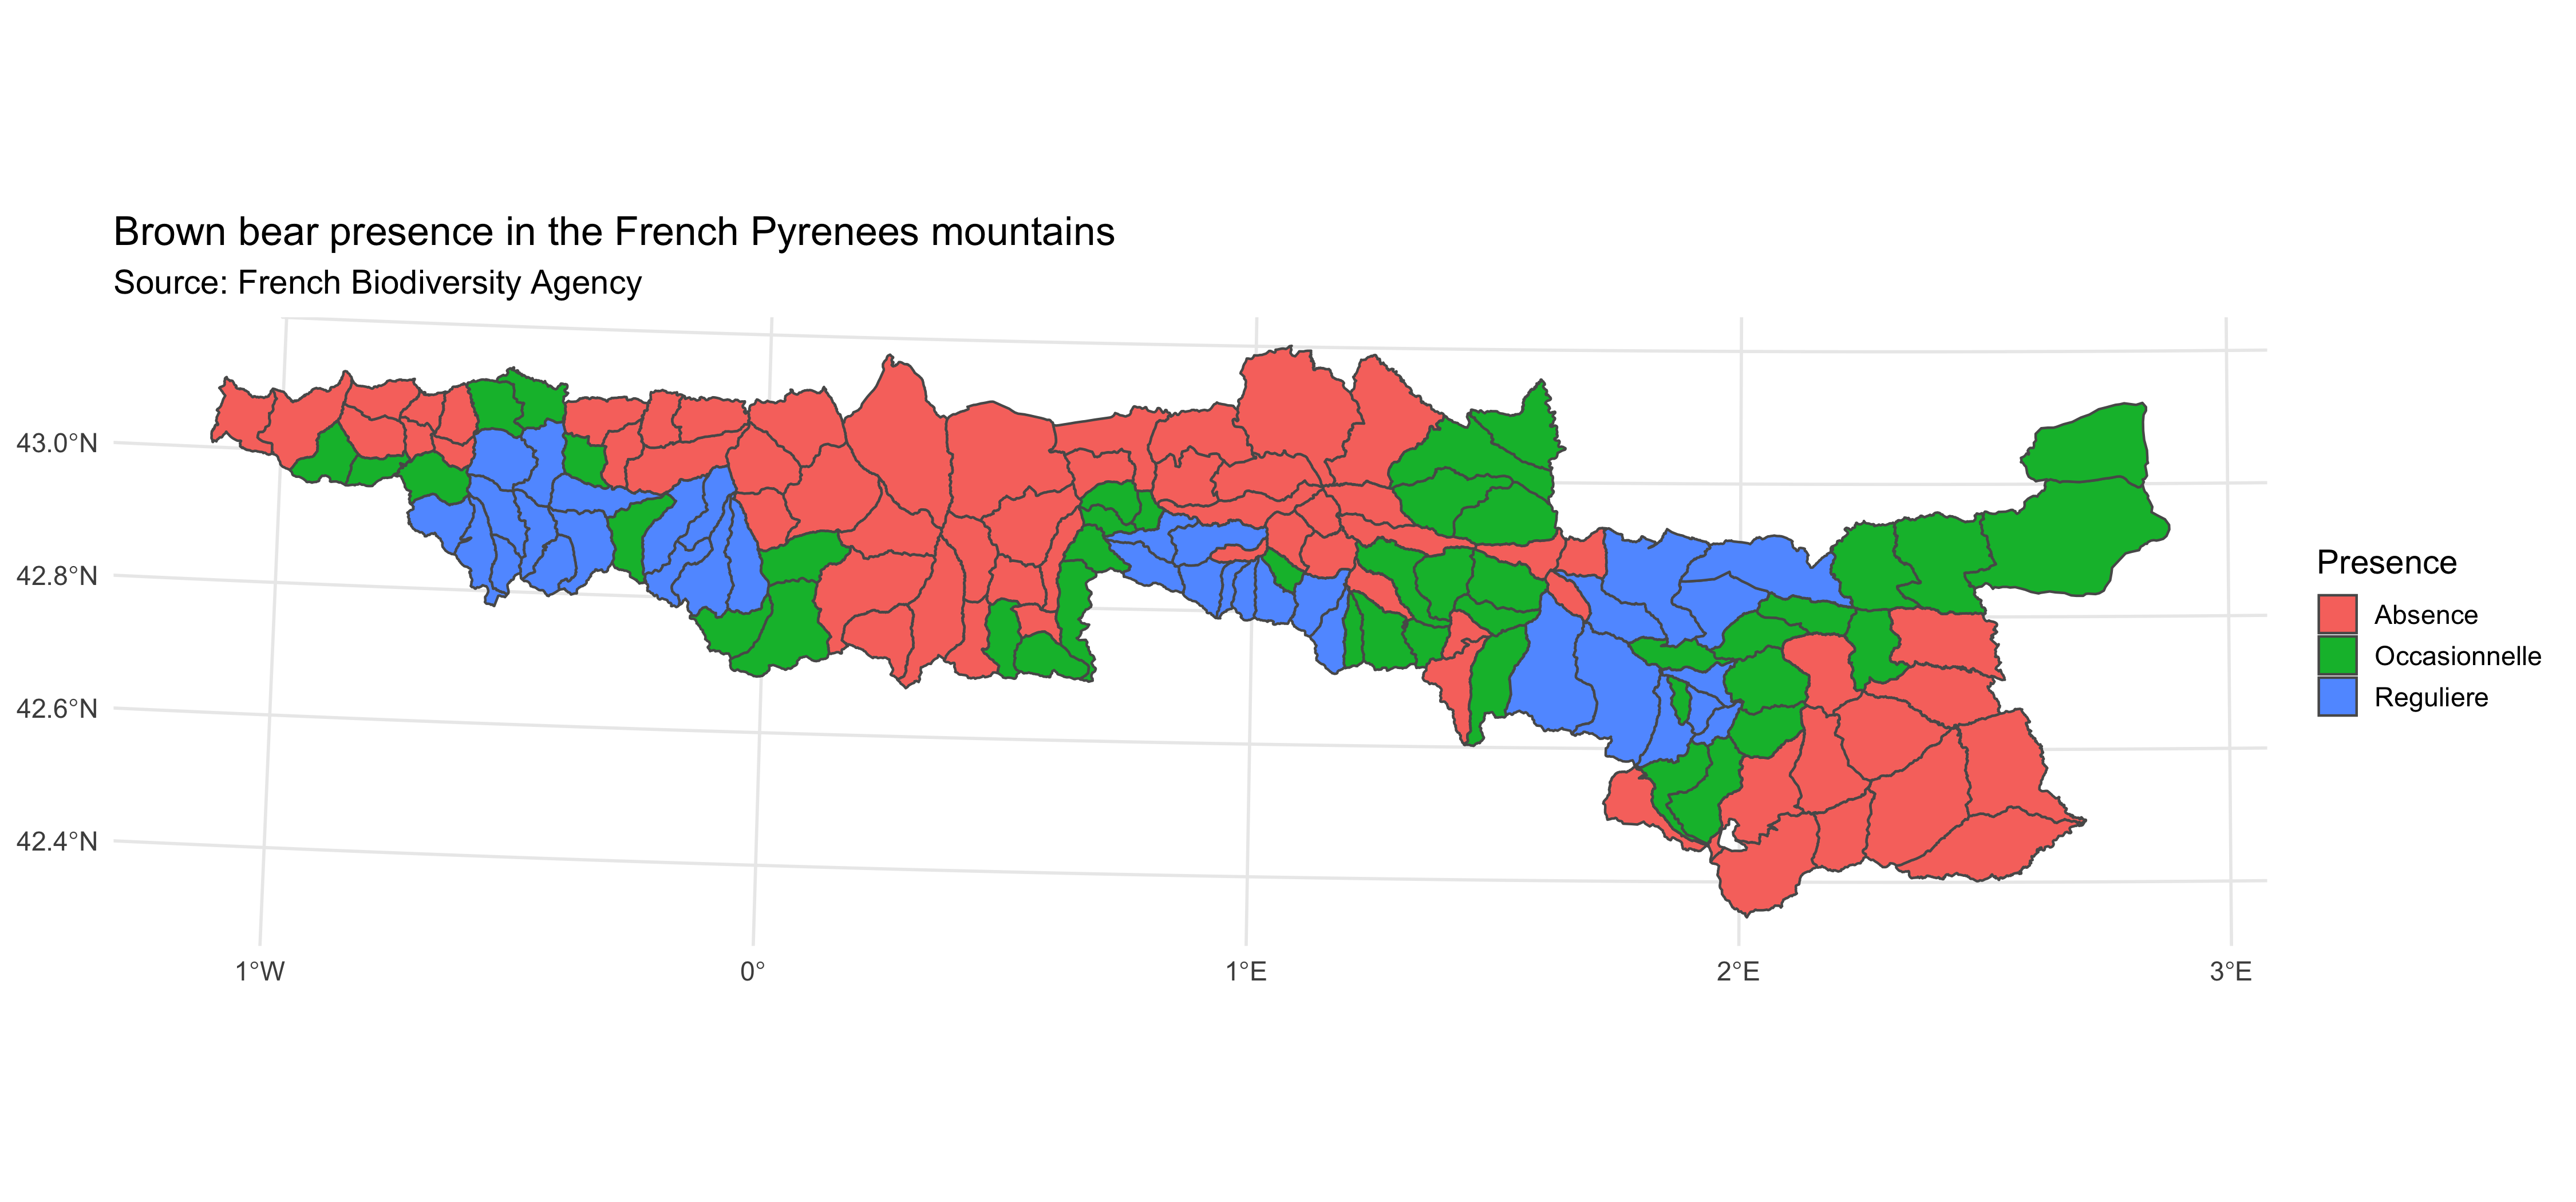 Brown bear presence in the French Pyrenees mountains
Source: French Biodiversity Agency
43.0°N
42.8°N
42.6°N
42.4°N
1°W
0°
1°E
2°E
3°E
Presence
Absence
Occasionnelle
Reguliere